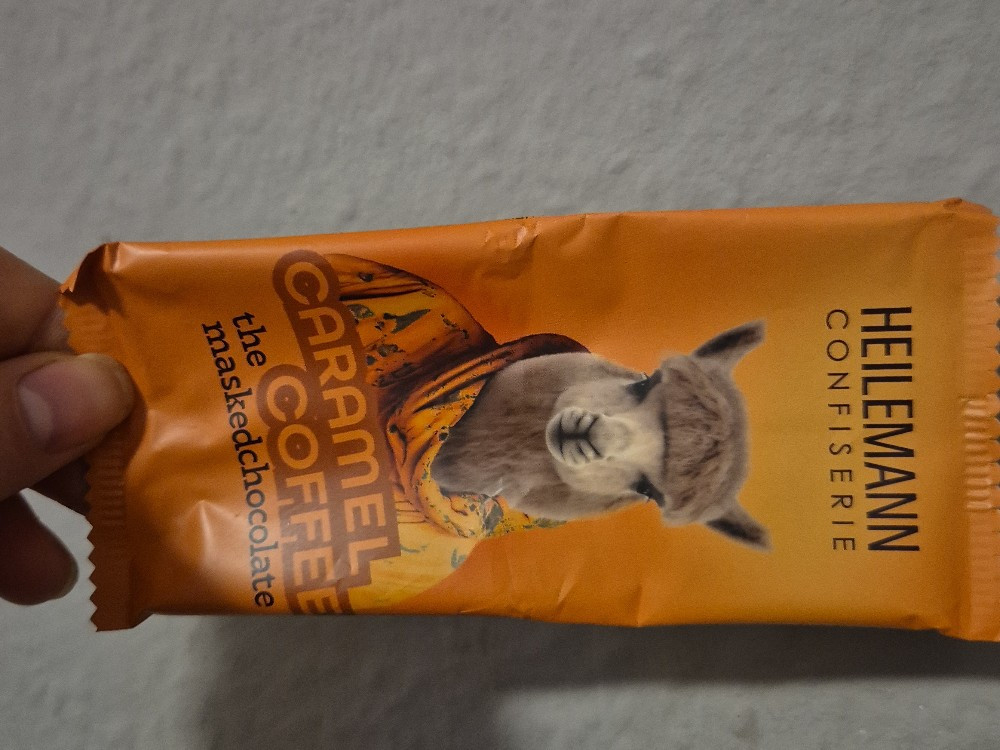 HEILEMANN
CONFISERIE
CARAMEL
COFFEE
the
maskedchocolate